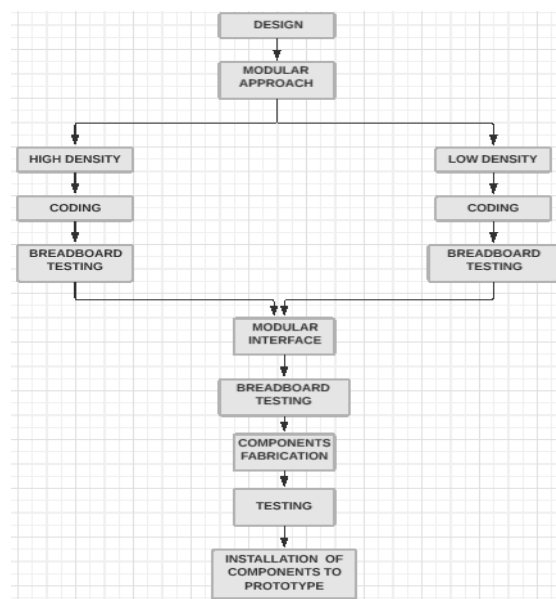 DESIGN
MODULAR
APPROACH
HIGH DENSITY
LOW DENSITY
CODING
CODING
BREADBOARD
TESTING
BREADBOARD
TESTING
MODULAR
INTERFACE
BREADBOARD
TESTING
COMPONENTS
FABRICATION
TESTING
INSTALLATION OF
COMPONENTS TO
PROTOTYPE